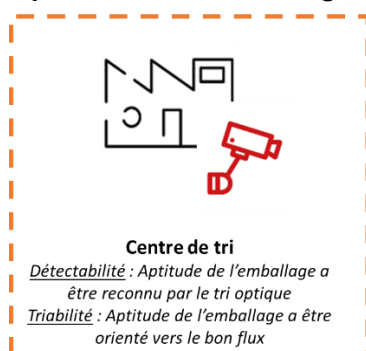 Centre de tri
Détectabilité : Aptitude de l'emballage a
être reconnu par le tri optique
Triabilité : Aptitude de l'emballage a être
orienté vers le bon flux